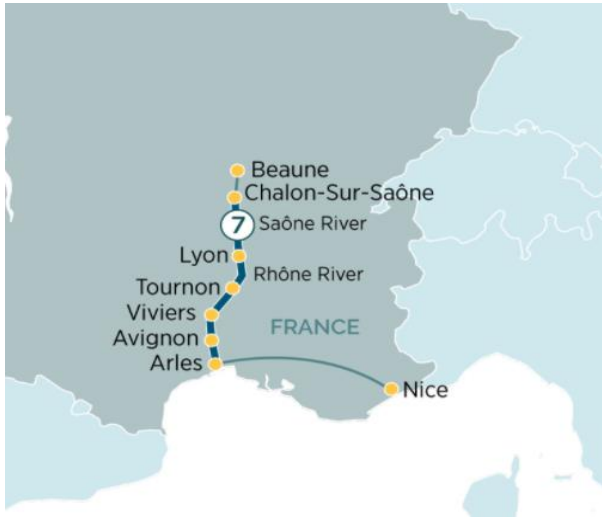 Beaune
Chalon-Sur-Saône
7
Saône River
Lyon
Rhône River
Tournon
Viviers
FRANCE
Avignon
Arles
Nice